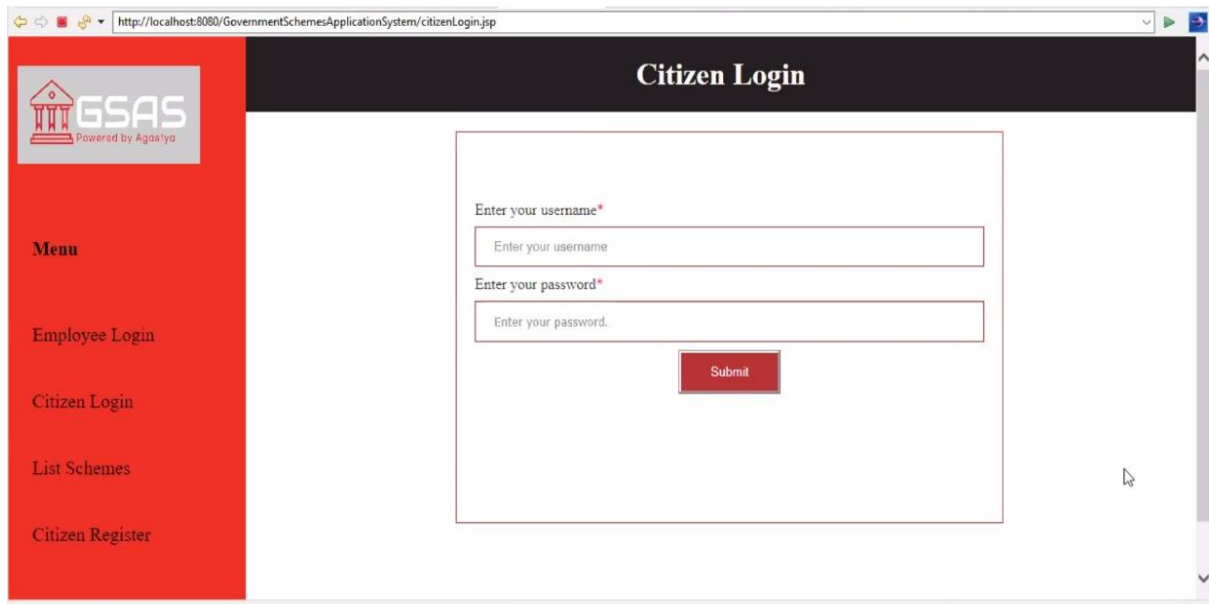 http://localhost:8080/GovernmentSchemesApplicationSystem/citizenLogin.jsp
GSAS
Powered by Agastya
Menu
Employee Login
Citizen Login
List Schemes
Citizen Register
Citizen Login
Enter your username*
Enter your username
Enter your password*
Enter your password.
Submit